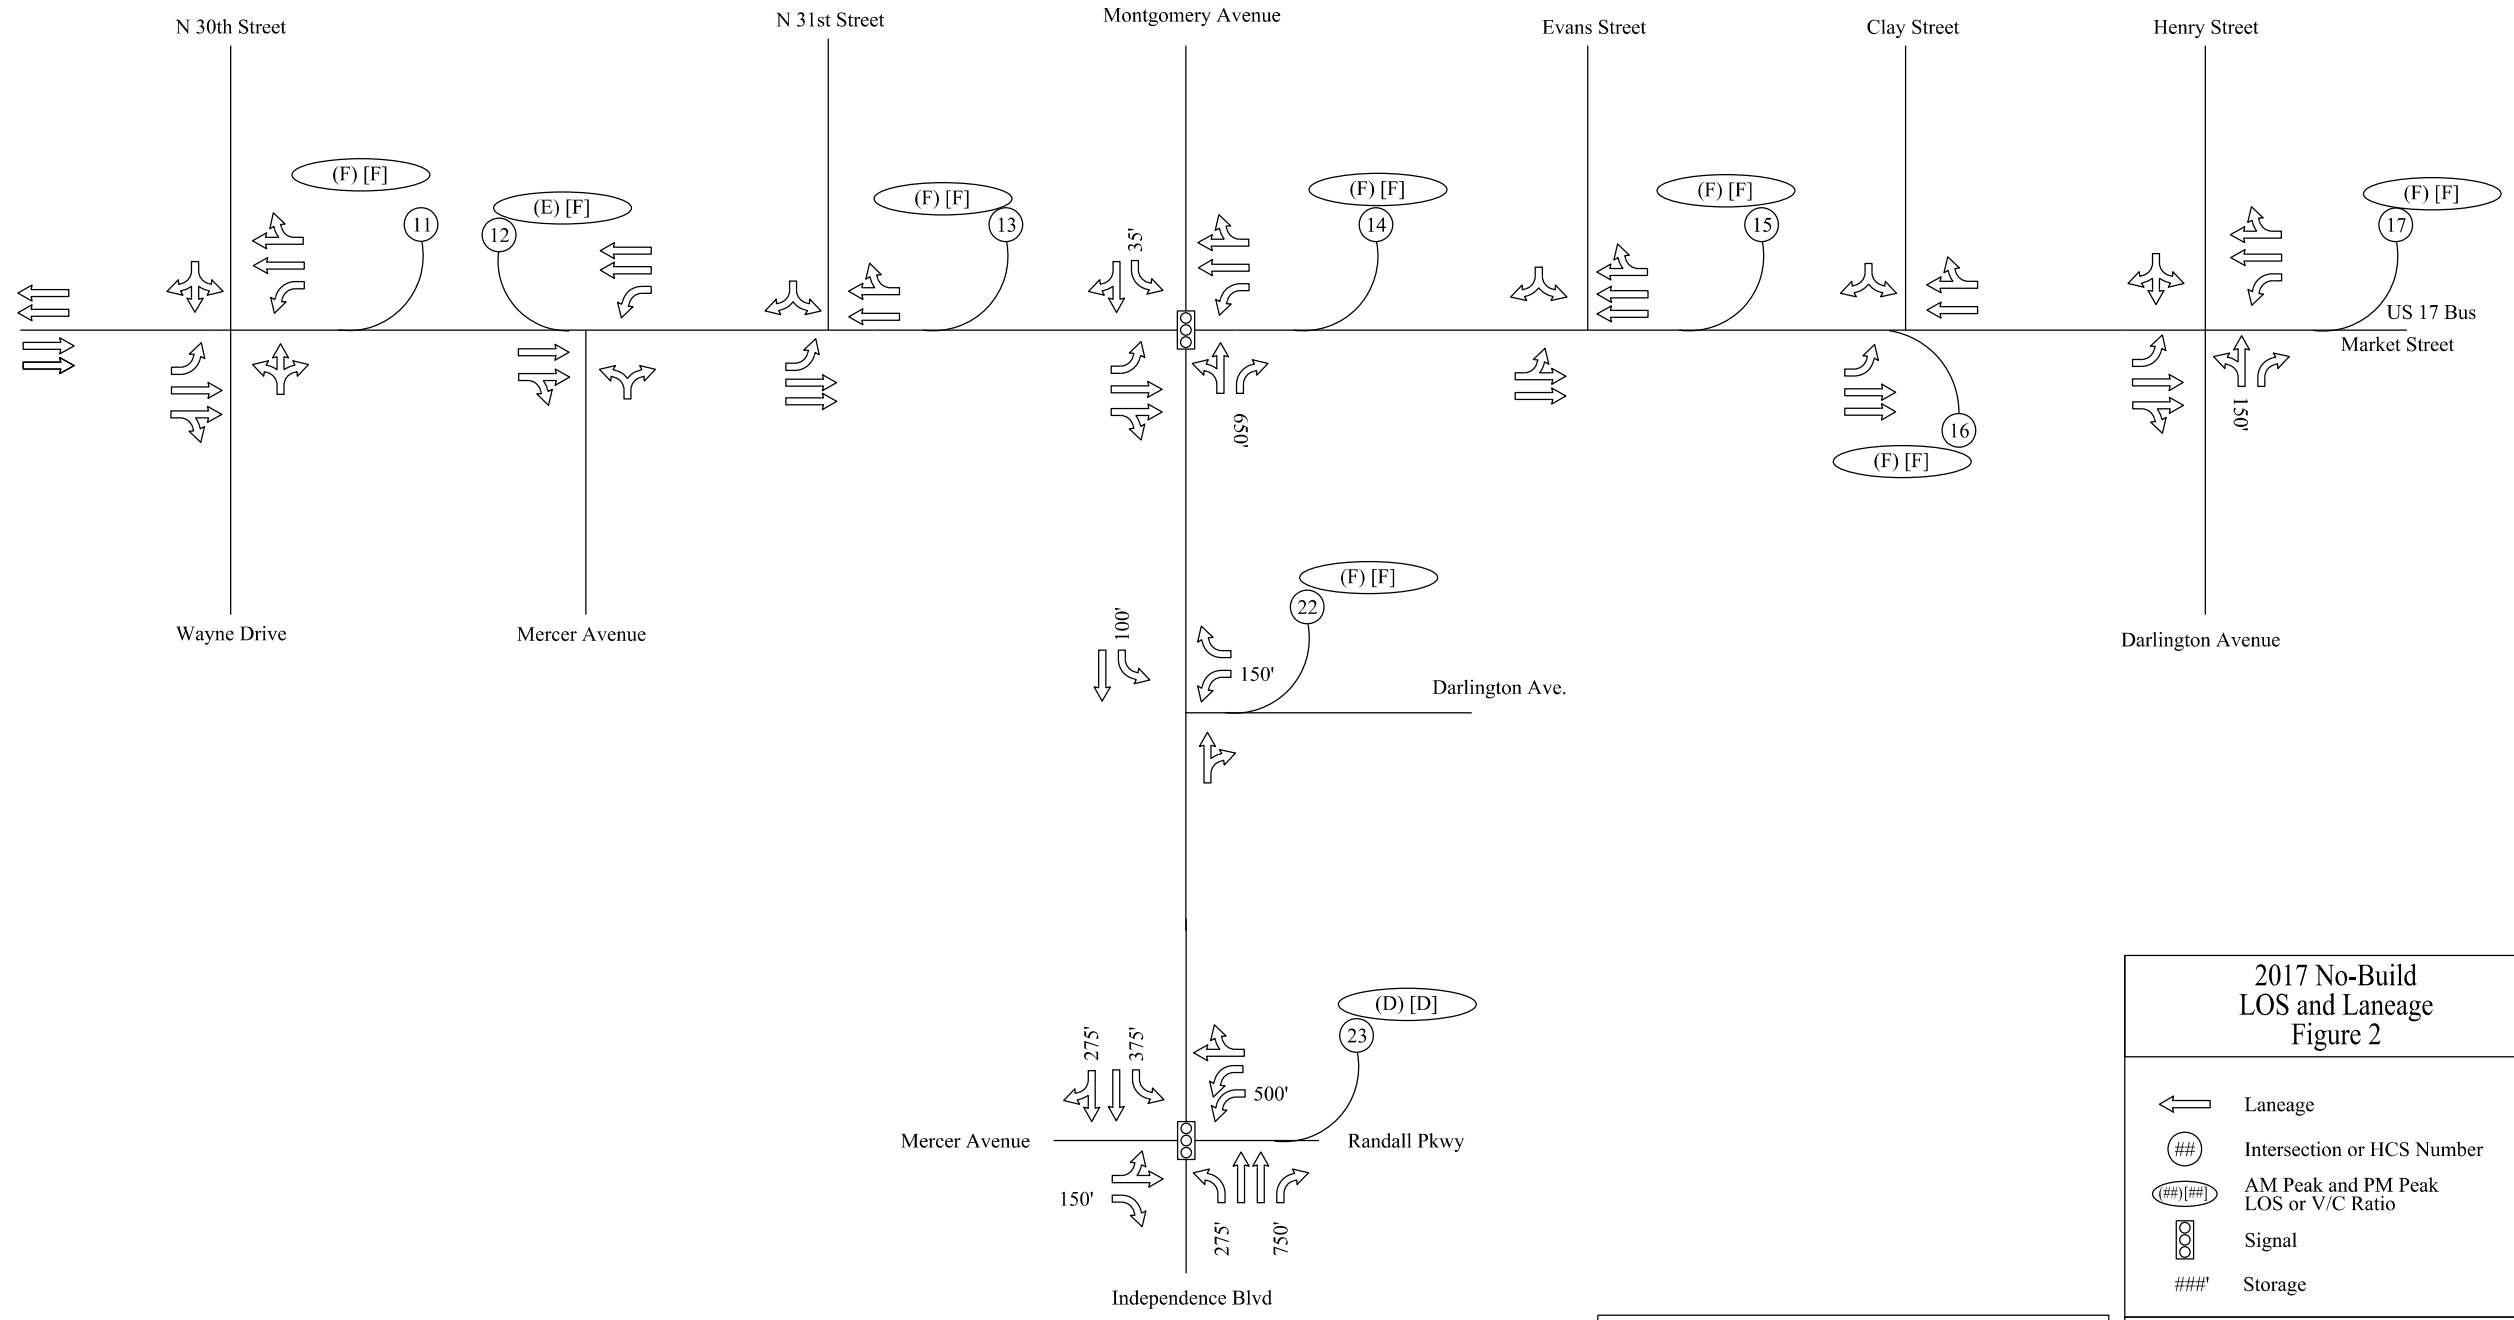 N 30th Street
N 31st Street
Montgomery Avenue
Evans Street
Clay Street
Henry Street
(F) [F]
11
(E) [F]
12
(F) [F]
13
35'
(F) [F]
14
(F) [F]
15
(F) [F]
17
US 17 Bus
Market Street
650'
150'
16
(F) [F]
Wayne Drive
Mercer Avenue
Darlington Avenue
(F) [F]
22
100'
150'
Darlington Ave.
(D) [D]
23
275'
375'
500'
Mercer Avenue
Randall Pkwy
150'
275'
750'
Independence Blvd
2017 No-Build
LOS and Laneage
Figure 2
Laneage
## Intersection or HCS Number
(##)[##] AM Peak and PM Peak
LOS or V/C Ratio
Signal
###' Storage